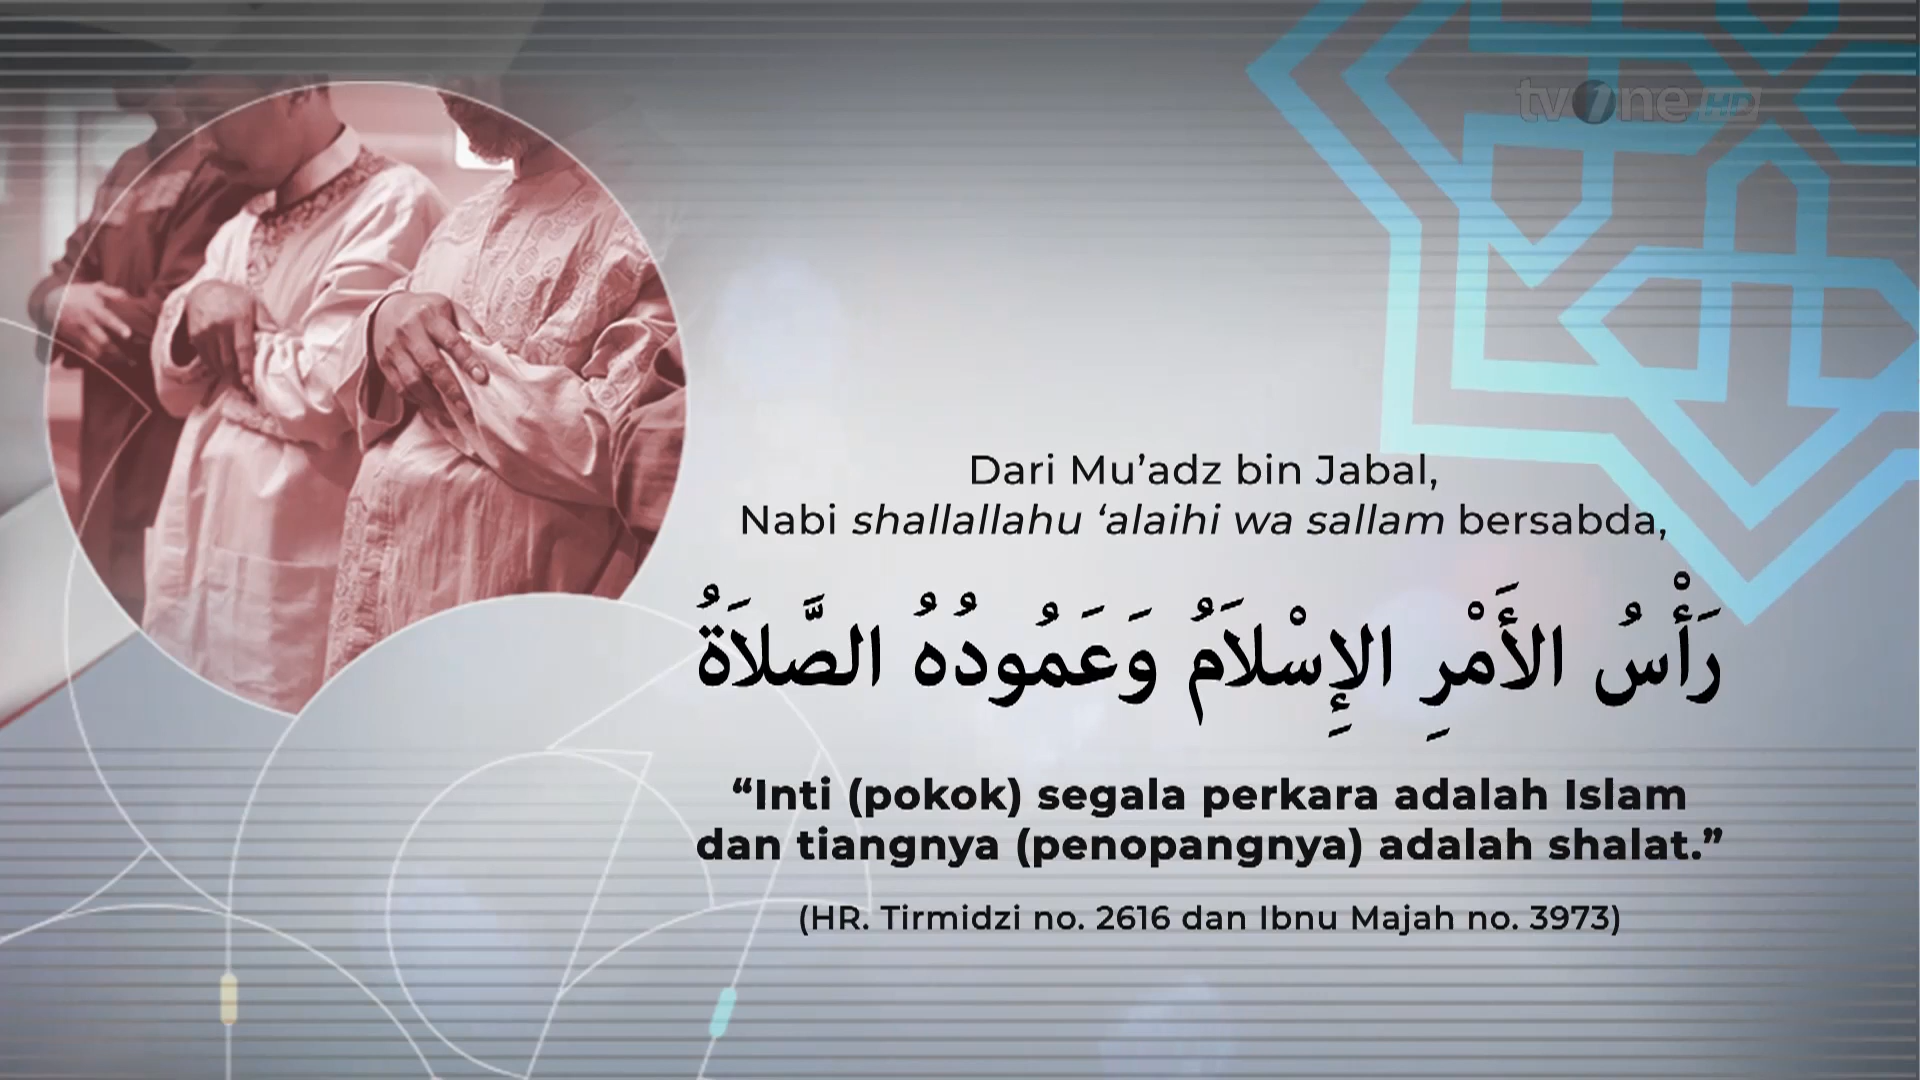 tvOne HD
Dari Mu’adz bin Jabal,
Nabi shallallahu ‘alaihi wa sallam bersabda,
رَأْسُ الأَمْرِ الإِسْلاَمُ وَعَمُودُهُ الصَّلاَةُ
“Inti (pokok) segala perkara adalah Islam
dan tiangnya (penopangnya) adalah shalat.”
(HR. Tirmidzi no. 2616 dan Ibnu Majah no. 3973)